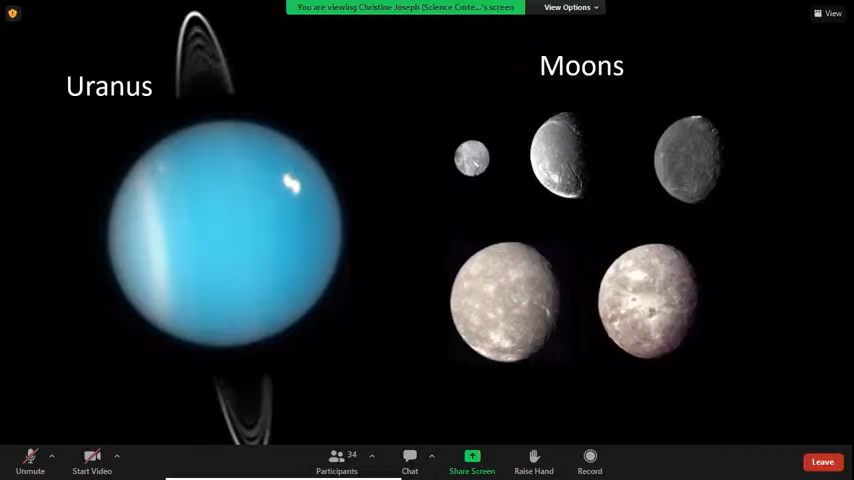 You are viewing Christine Joseph (Science Cmte...'s screen
View Options
View
Uranus
Moons
34
Unmute
Start Video
Participants
Chat
Share Screen
Raise Hand
Record
Leave